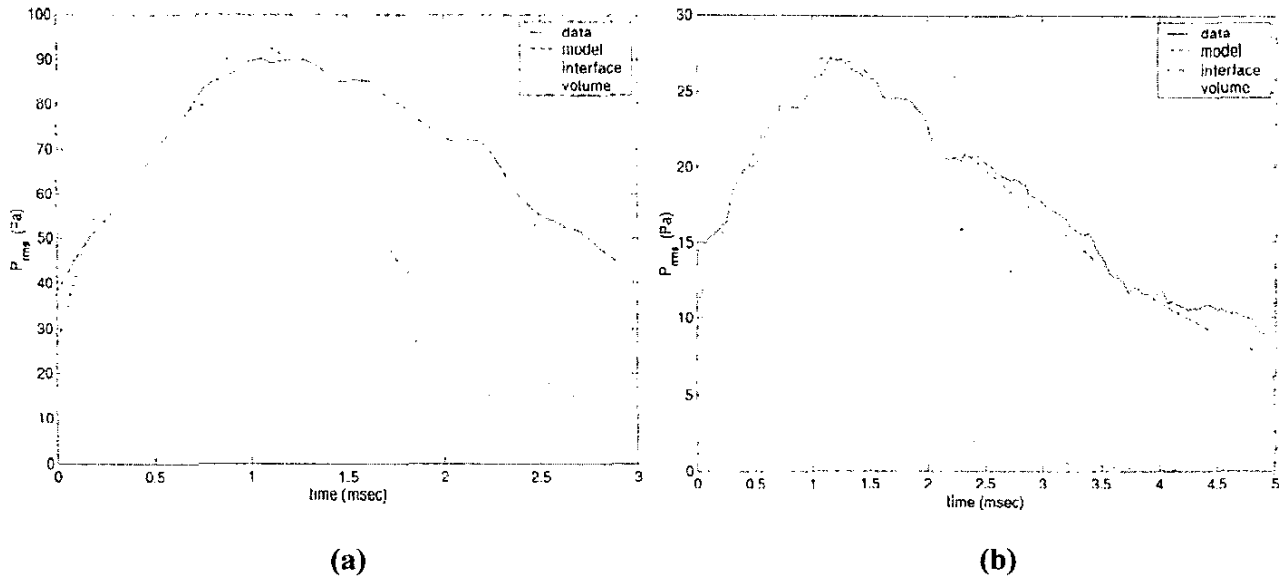 100
90
80
70
60
50
40
30
20
10
0
P_rms (Pa)
0 0.5 1 1.5 2 2.5 3
time (msec)
data
model
interface
volume
(a)
30
25
20
15
10
5
0
P_rms (Pa)
0 0.5 1 1.5 2 2.5 3 3.5 4 4.5 5
time (msec)
data
model
interface
volume
(b)